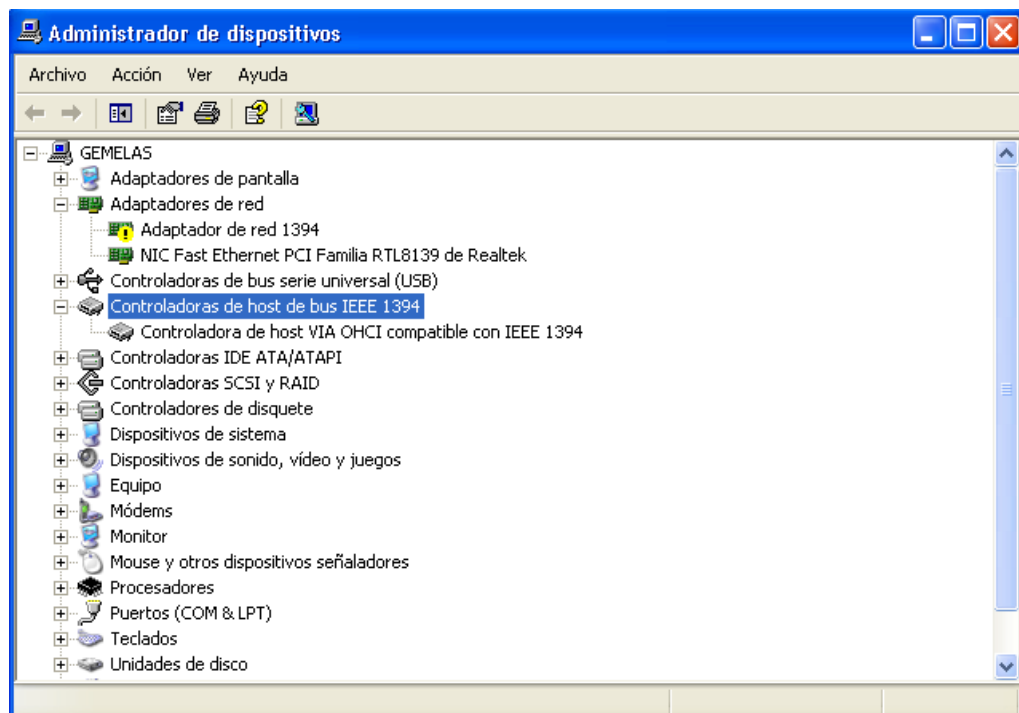 Administrador de dispositivos
Archivo Acción Ver Ayuda
GEMELAS
Adaptadores de pantalla
Adaptadores de red
Adaptador de red 1394
NIC Fast Ethernet PCI Familia RTL8139 de Realtek
Controladoras de bus serie universal (USB)
Controladoras de host de bus IEEE 1394
Controladora de host VIA OHCI compatible con IEEE 1394
Controladoras IDE ATA/ATAPI
Controladoras SCSI y RAID
Controladores de disquete
Dispositivos de sistema
Dispositivos de sonido, vídeo y juegos
Equipo
Módems
Monitor
Mouse y otros dispositivos señaladores
Procesadores
Puertos (COM & LPT)
Teclados
Unidades de disco